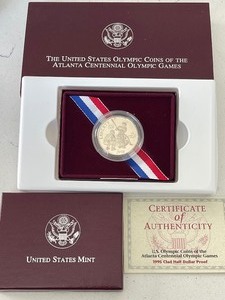 THE UNITED STATES OLYMPIC COINS OF THE
ATLANTA CENTENNIAL OLYMPIC GAMES
UNITED STATES MINT
CERTIFICATE
of
AUTHENTICITY
U.S. Olympic Coins of the
Atlanta Centennial Olympic Games
1995 Clad Half Dollar Proof